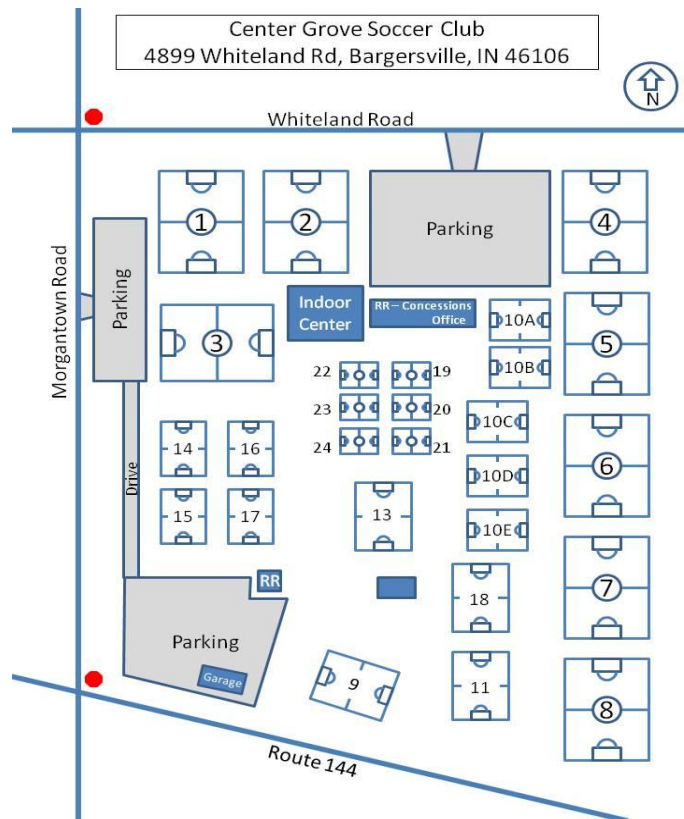 Center Grove Soccer Club
4899 Whiteland Rd, Bargersville, IN 46106
N
Whiteland Road
Morgantown Road
1
2
Parking
4
Parking
Indoor
Center
RR – Concessions
Office
3
10A
5
10B
22
19
23
20
24
21
10C
14
16
6
Drive
10D
15
17
13
10E
RR
18
7
Parking
Garage
9
11
8
Route 144